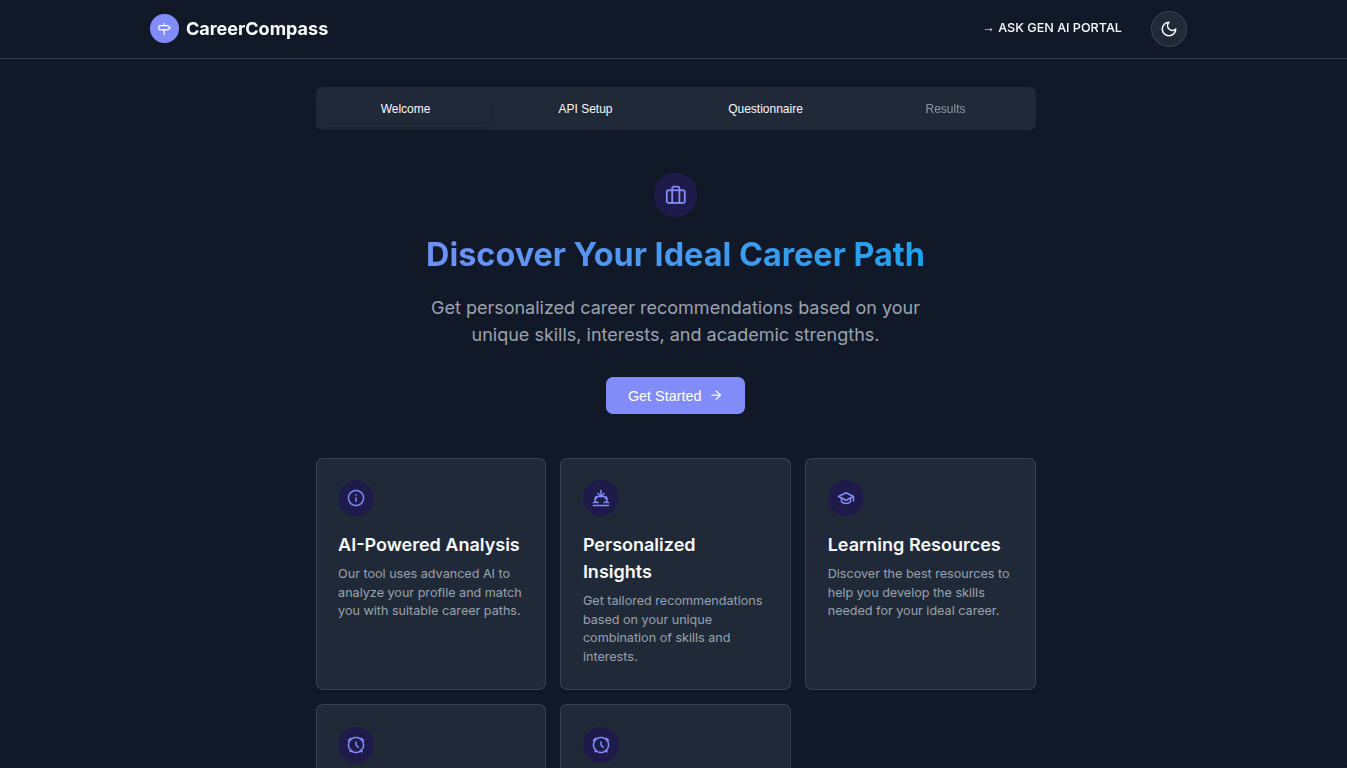 CareerCompass
→ ASK GEN AI PORTAL
Welcome
API Setup
Questionnaire
Results
Discover Your Ideal Career Path
Get personalized career recommendations based on your
unique skills, interests, and academic strengths.
Get Started →
AI-Powered Analysis
Our tool uses advanced AI to
analyze your profile and match
you with suitable career paths.
Personalized
Insights
Get tailored recommendations
based on your unique
combination of skills and
interests.
Learning Resources
Discover the best resources to
help you develop the skills
needed for your ideal career.